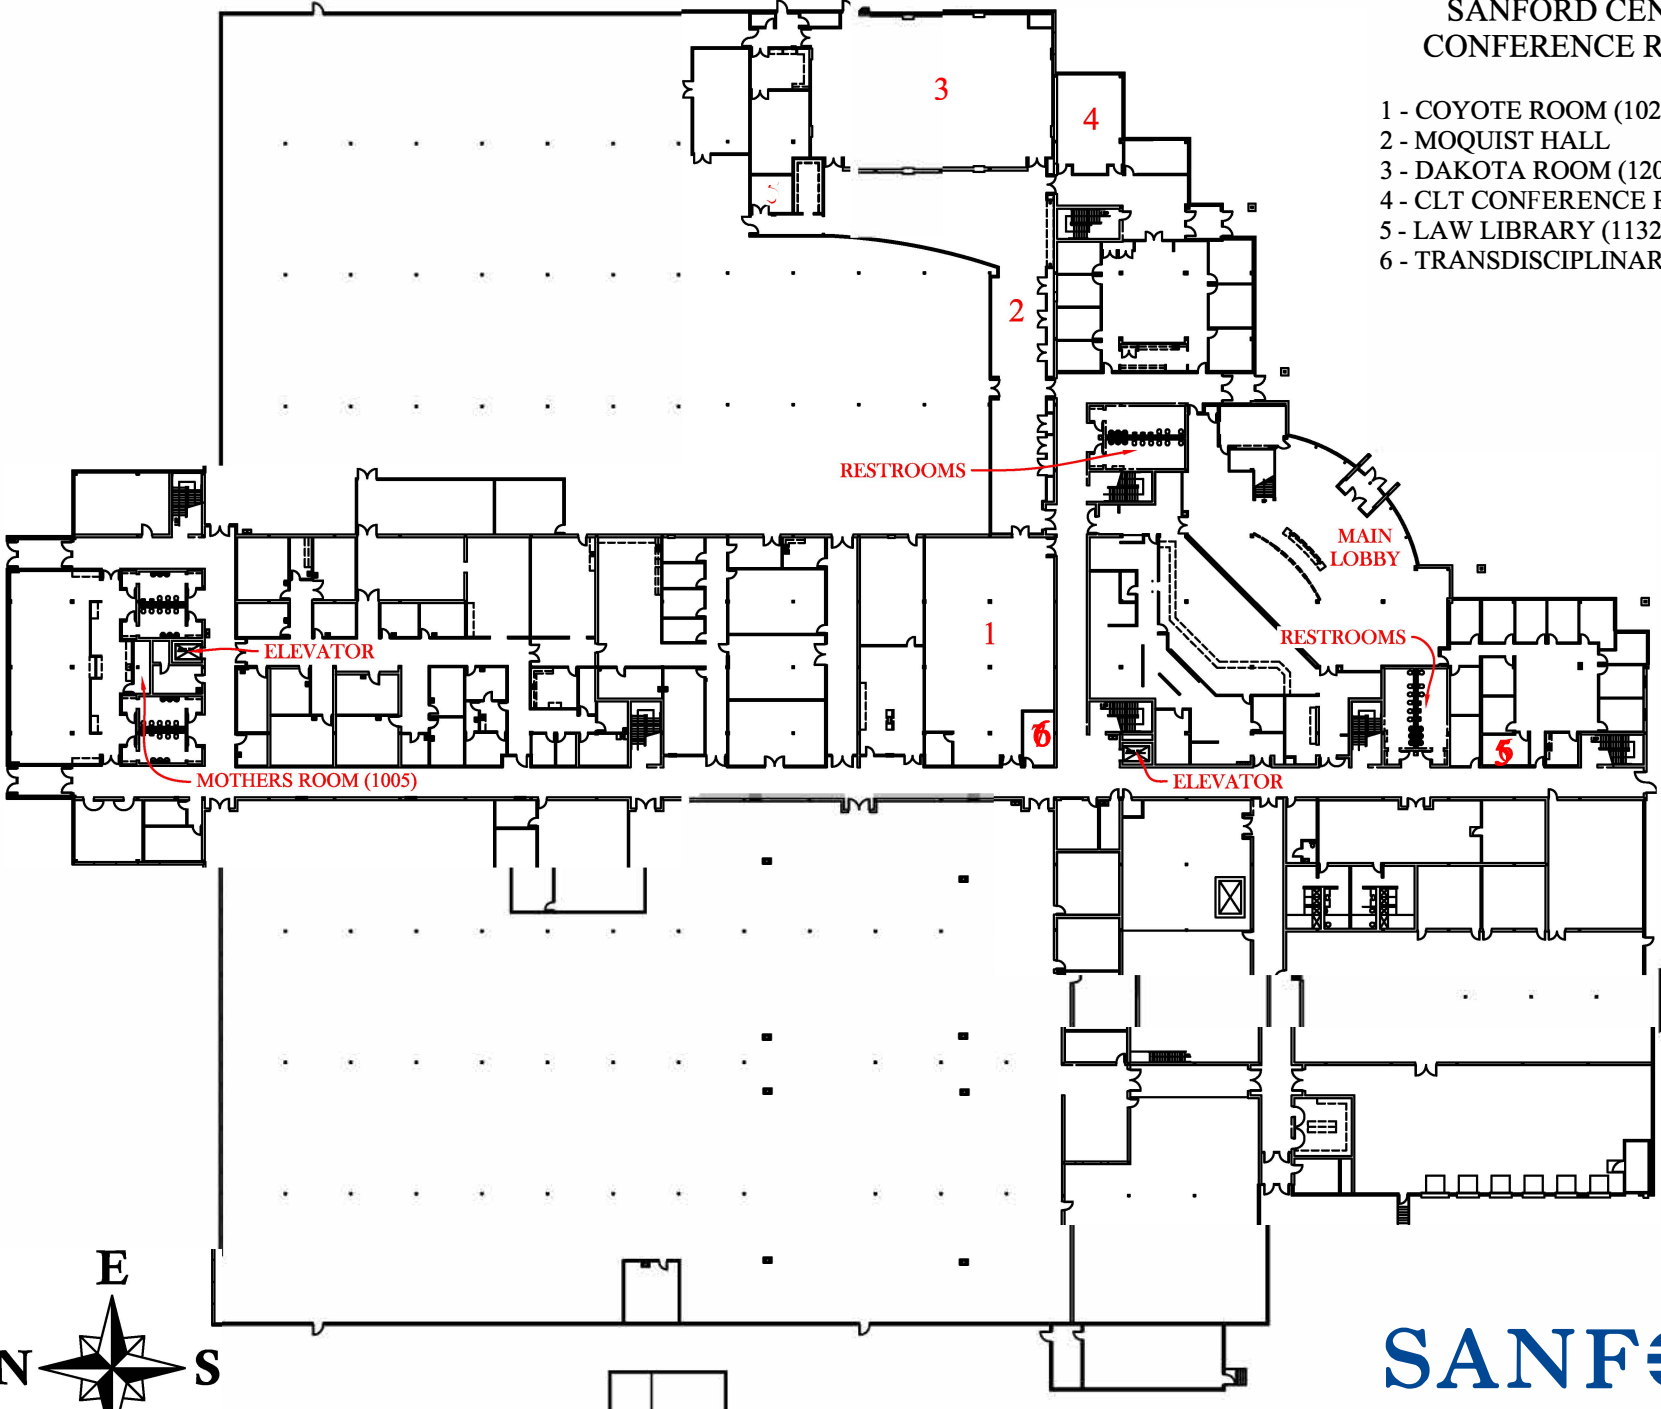 SANFORD CEN
CONFERENCE R
1 - COYOTE ROOM (102
2 - MOQUIST HALL
3 - DAKOTA ROOM (120
4 - CLT CONFERENCE
5 - LAW LIBRARY (1132
6 - TRANSDISCIPLINAR
3
4
2
RESTROOMS
MAIN
LOBBY
1
RESTROOMS
ELEVATOR
6
5
MOTHERS ROOM (1005)
ELEVATOR
E
N
S
SANF